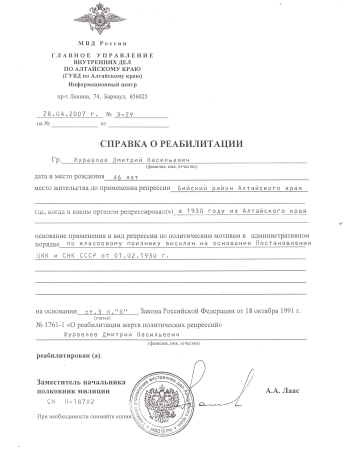 МВД России
ГЛАВНОЕ УПРАВЛЕНИЕ
ВНУТРЕННИХ ДЕЛ
ПО АЛТАЙСКОМУ КРАЮ
(ГУВД по Алтайскому краю)
Информационный центр
пр-т Ленина, 74, Барнаул, 656025
28.04.2007 г. № 3-29
на № от
СПРАВКА О РЕАБИЛИТАЦИИ
Гр. Журавлев Дмитрий Васильевич
(фамилия, имя, отчество)
дата и место рождения 46 лет
место жительства до применения репрессии Бийский район Алтайского края
где, когда и каким органом репрессирован(а) в 1930 году из Алтайского края
основание применения и вид репрессии по политическим мотивам в административном
порядке по классовому признаку выселен на основании Постановления
ЦИК и СНК СССР от 01.02.1930 г.
на основании ст.3 п."В" Закона Российской Федерации от 18 октября 1991 г.
(статья)
№ 1761-1 «О реабилитации жертв политических репрессий»
Журавлев Дмитрий Васильевич
(фамилия, имя, отчество)
реабилитирован (а).
Заместитель начальника
полковник милиции
А.А. Лаас
СК П-18782
При необходимости снимайте копии